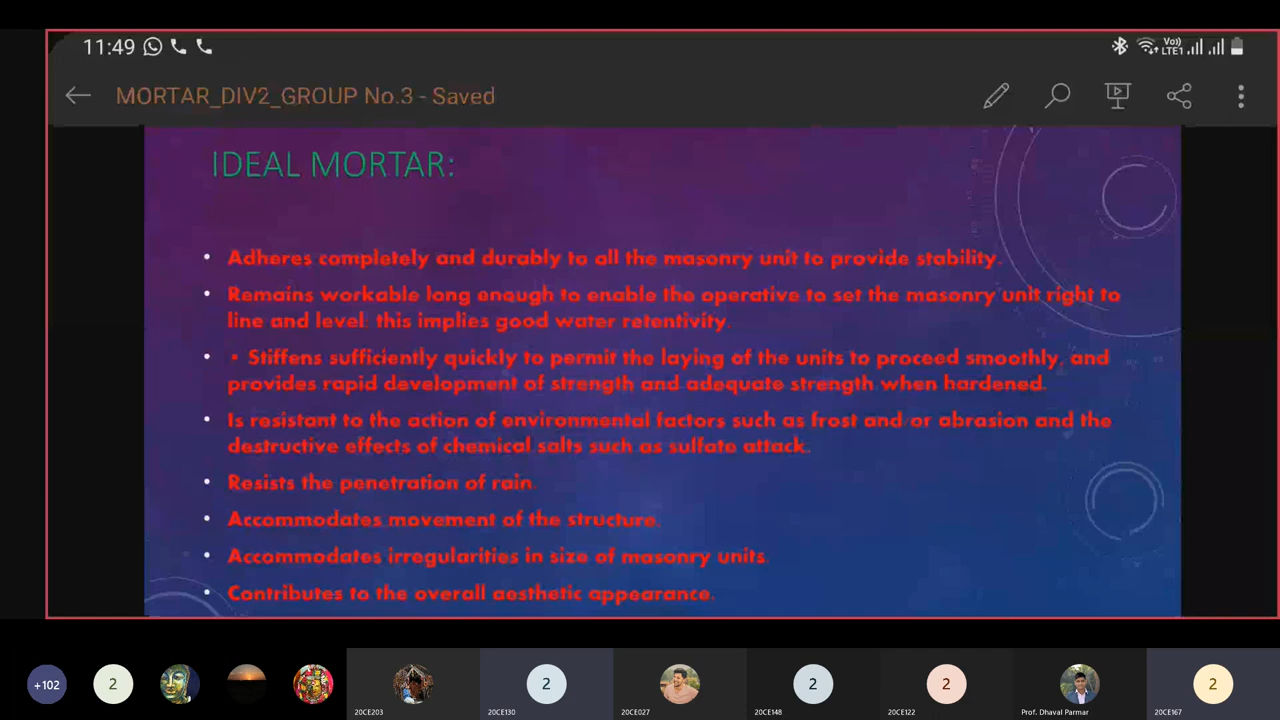 11:49
Vo))
LTE1
MORTAR_DIV2_GROUP No.3 - Saved
IDEAL MORTAR:
• Adheres completely and durably to all the masonry unit to provide stability.
• Remains workable long enough to enable the operative to set the masonry unit right to
line and level; this implies good water retentivity.
• • Stiffens sufficiently quickly to permit the laying of the units to proceed smoothly, and
provides rapid development of strength and adequate strength when hardened.
• Is resistant to the action of environmental factors such as frost and/or abrasion and the
destructive effects of chemical salts such as sulfate attack.
• Resists the penetration of rain.
• Accommodates movement of the structure.
• Accommodates irregularities in size of masonry units.
• Contributes to the overall aesthetic appearance.
+102
2
2
2
2
2
20CE203
20CE130
20CE027
20CE148
20CE122
Prof. Dhaval Parmar
20CE167